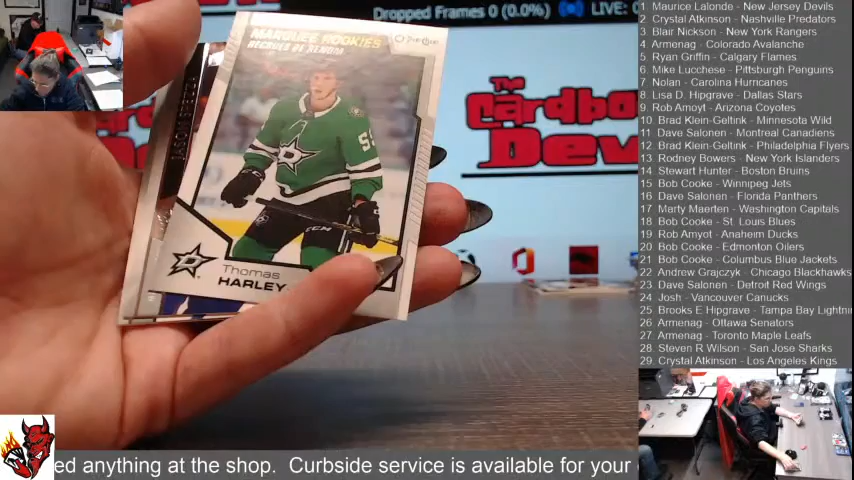 Dropped Frames 0 (0.0%) LIVE:
1 Maurice Lalonde - New Jersey Devils
2 Crystal Atkinson - Nashville Predators
3 Blair Nickson - New York Rangers
4 Armenag - Colorado Avalanche
5 Ryan Griffin - Calgary Flames
6 Mike Lucchese - Pittsburgh Penguins
7 Nolan - Carolina Hurricanes
8 Lisa D. Hipgrave - Dallas Stars
9 Rob Amoyt - Arizona Coyotes
10 Brad Klein-Geltink - Minnesota Wild
11 Dave Salonen - Montreal Canadiens
12 Brad Klein-Geltink - Philadelphia Flyers
13 Rodney Bowers - New York Islanders
14 Stewart Hunter - Boston Bruins
15 Bob Cooke - Winnipeg Jets
16 Dave Salonen - Florida Panthers
17 Marty Maerten - Washington Capitals
18 Bob Cooke - St. Louis Blues
19 Rob Amyot - Anaheim Ducks
20 Bob Cooke - Edmonton Oilers
21 Bob Cooke - Columbus Blue Jackets
22 Andrew Grajczyk - Chicago Blackhawks
23 Dave Salonen - Detroit Red Wings
24 Josh - Vancouver Canucks
25 Brooks E Hipgrave - Tampa Bay Lightnin
26 Armenag - Ottawa Senators
27 Armenag - Toronto Maple Leafs
28 Steven R Wilson - San Jose Sharks
29 Crystal Atkinson - Los Angeles Kings
MARQUEE ROOKIES
RECRUES DE RENOM
O-Pee-Chee
The
Cardbo
Dev
Thomas
HARLEY
ed anything at the shop. Curbside service is available for your